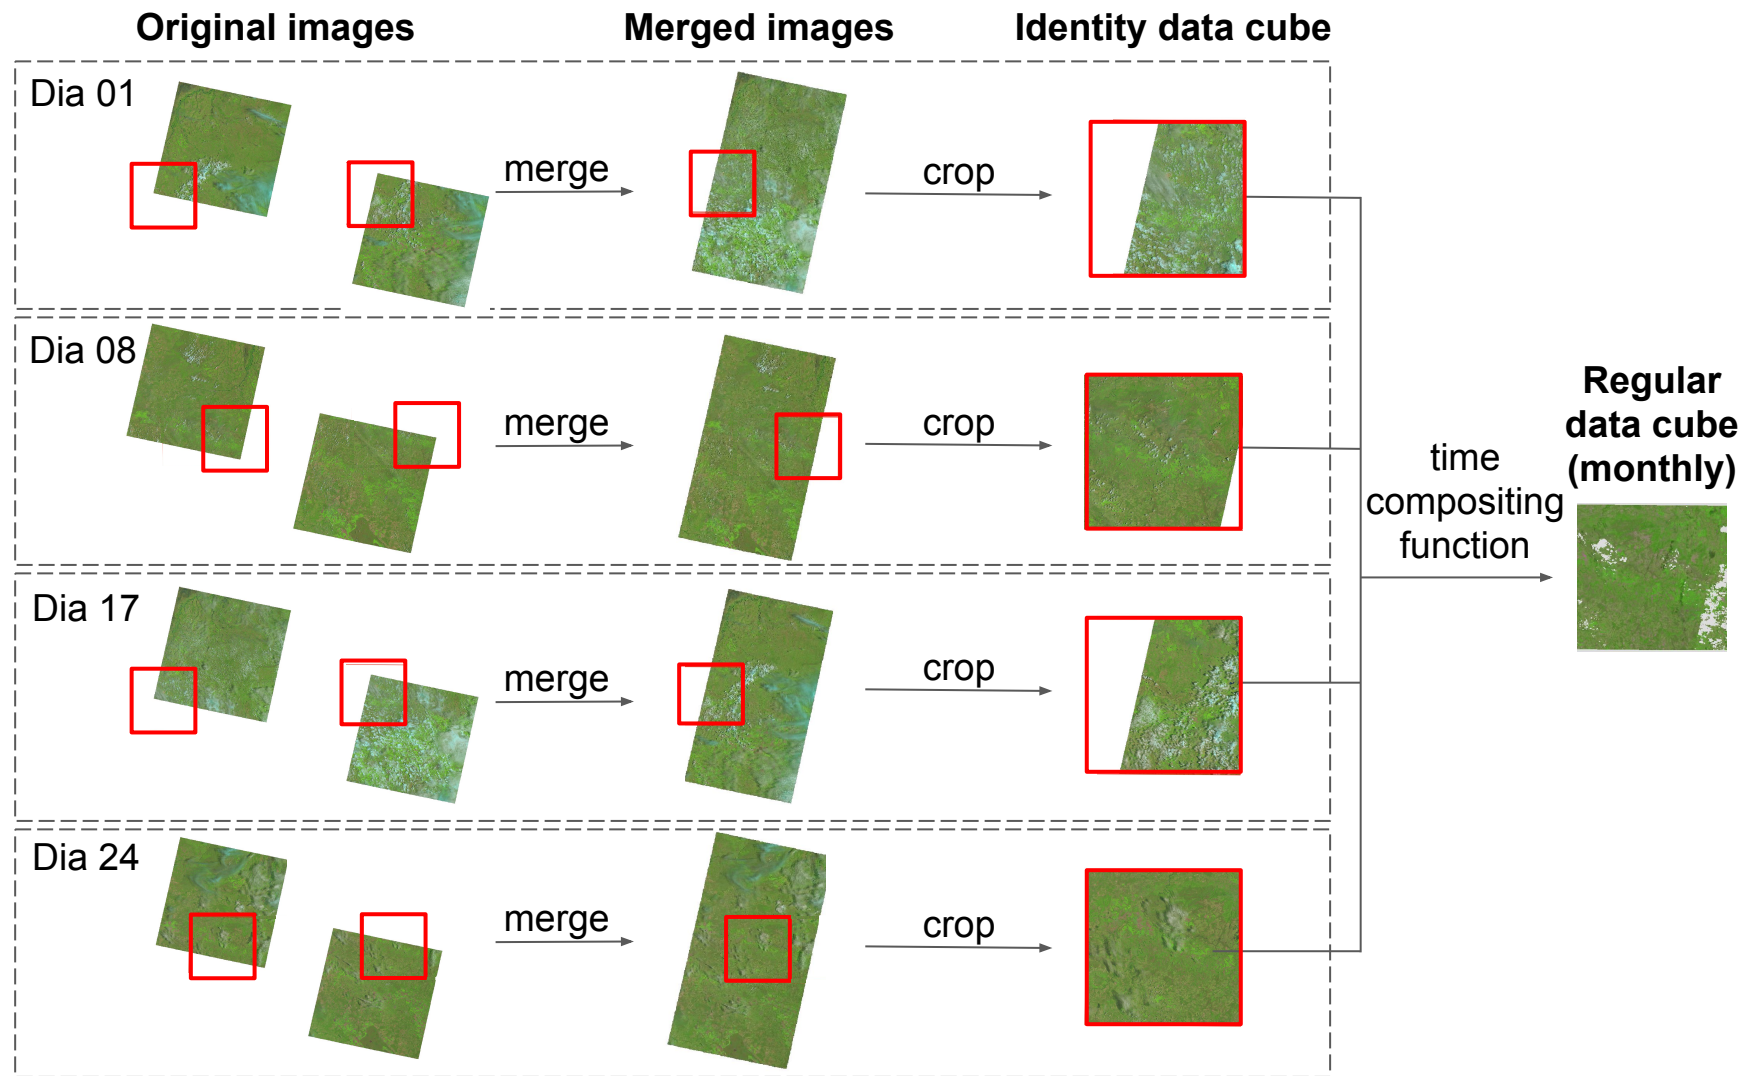 Original images
Merged images
Identity data cube
Dia 01
merge
crop
Dia 08
merge
crop
Dia 17
merge
crop
Dia 24
merge
crop
time
compositing
function
Regular
data cube
(monthly)